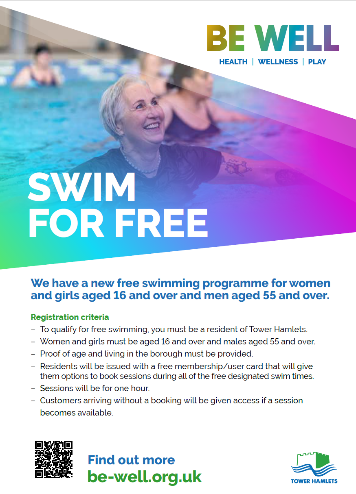 BE WELL
HEALTH | WELLNESS | PLAY
SWIM
FOR FREE
We have a new free swimming programme for women
and girls aged 16 and over and men aged 55 and over.
Registration criteria
– To qualify for free swimming, you must be a resident of Tower Hamlets.
– Women and girls must be aged 16 and over and males aged 55 and over.
– Proof of age and living in the borough must be provided.
– Residents will be issued with a free membership/user card that will give
them options to book sessions during all of the free designated swim times.
– Sessions will be for one hour.
– Customers arriving without a booking will be given access if a session
becomes available.
Find out more
be-well.org.uk
TOWER HAMLETS